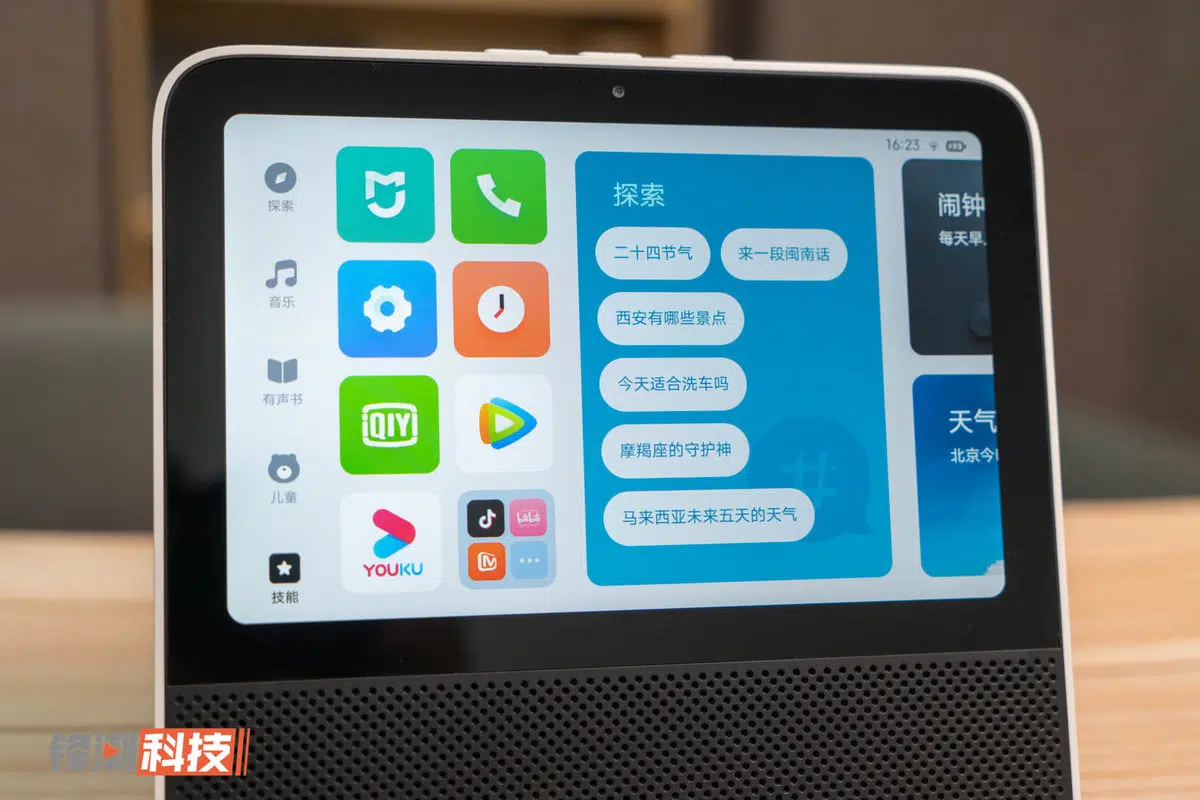 16:23
探索
音乐
有声书
儿童
技能
iQIY
YOUKU
bilibili
探索
二十四节气
来一段闽南话
西安有哪些景点
今天适合洗车吗
摩羯座的守护神
马来西亚未来五天的天气
#
闹钟
每天早
天气
北京今
科技